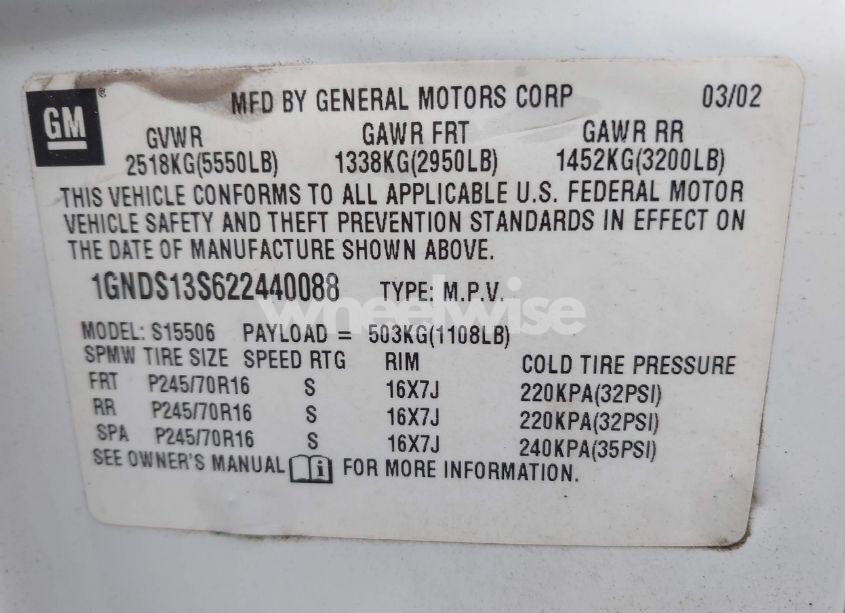 GM ®
MFD BY GENERAL MOTORS CORP 03/02
GVWR GAWR FRT GAWR RR
2518KG(5550LB) 1338KG(2950LB) 1452KG(3200LB)
THIS VEHICLE CONFORMS TO ALL APPLICABLE U.S. FEDERAL MOTOR
VEHICLE SAFETY AND THEFT PREVENTION STANDARDS IN EFFECT ON
THE DATE OF MANUFACTURE SHOWN ABOVE.
1GNDS13S622440088 TYPE: M.P.V.
wheelwise
MODEL: S15506 PAYLOAD = 503KG(1108LB)
SPMW TIRE SIZE SPEED RTG RIM COLD TIRE PRESSURE
FRT P245/70R16 S 16X7J 220KPA(32PSI)
RR P245/70R16 S 16X7J 220KPA(32PSI)
SPA P245/70R16 S 16X7J 240KPA(35PSI)
SEE OWNER'S MANUAL i FOR MORE INFORMATION.